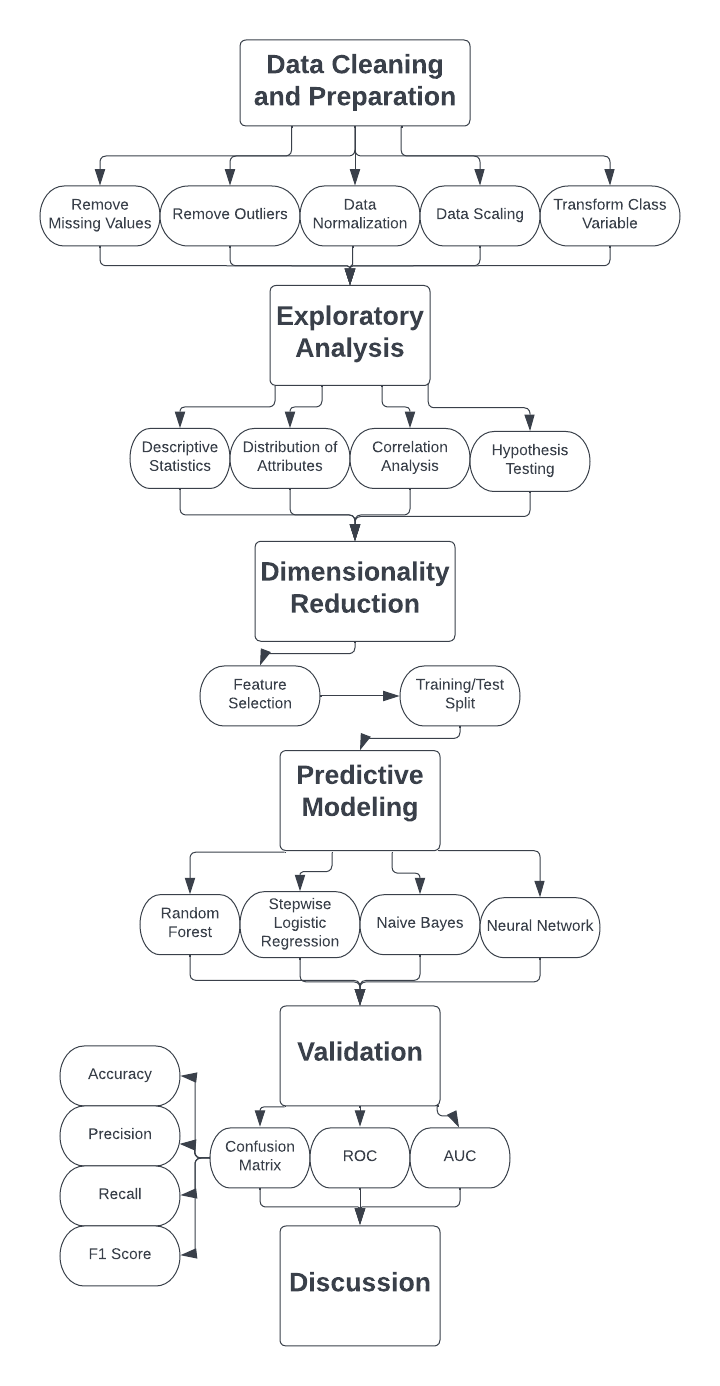 Data Cleaning
and Preparation
Remove
Missing Values
Remove Outliers
Data
Normalization
Data Scaling
Transform Class
Variable
Exploratory
Analysis
Descriptive
Statistics
Distribution of
Attributes
Correlation
Analysis
Hypothesis
Testing
Dimensionality
Reduction
Feature
Selection
Training/Test
Split
Predictive
Modeling
Random
Forest
Stepwise
Logistic
Regression
Naive Bayes
Neural Network
Validation
Confusion
Matrix
ROC
AUC
Accuracy
Precision
Recall
F1 Score
Discussion